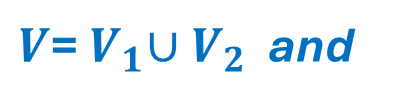 V= V₁∪ V₂ and